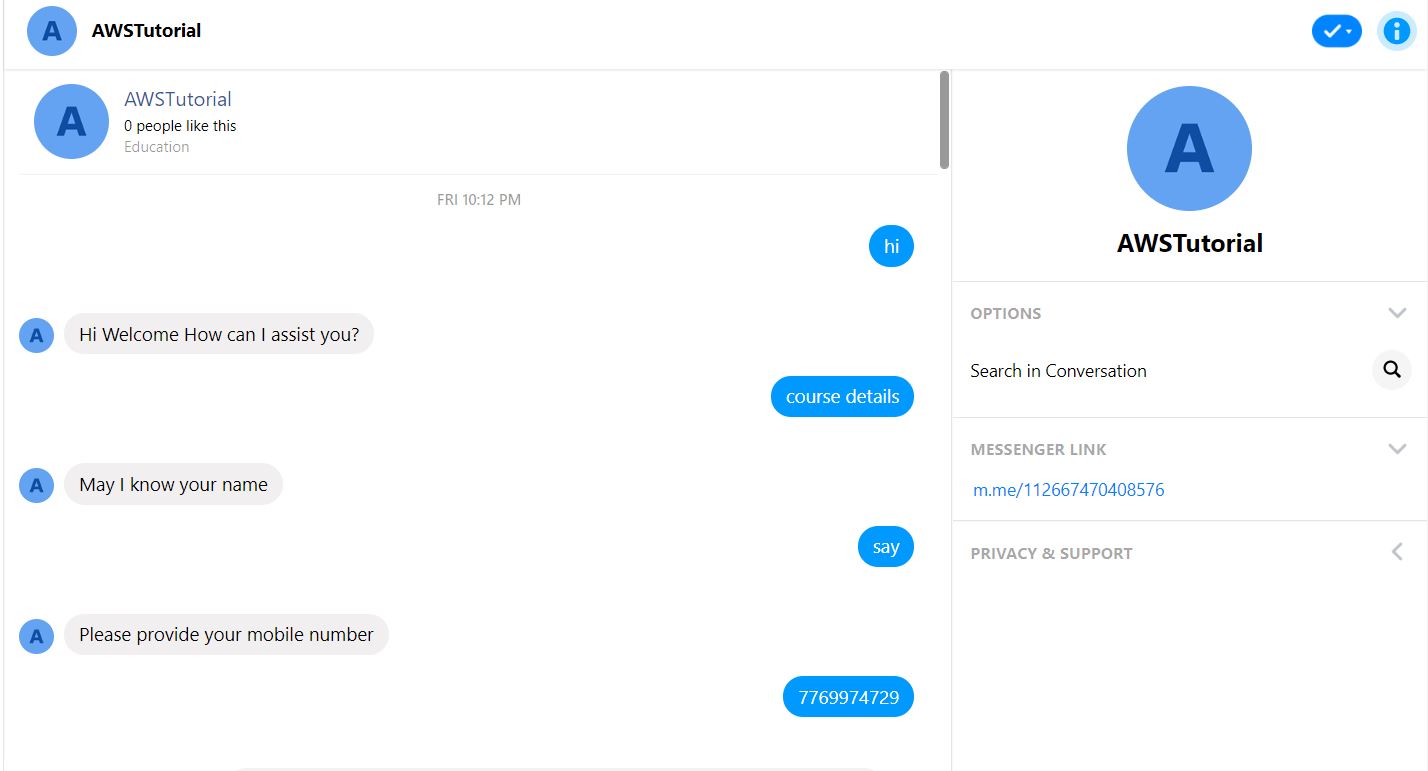 A AWSTutorial
A
AWSTutorial
0 people like this
Education
FRI 10:12 PM
hi
A Hi Welcome How can I assist you?
course details
A May I know your name
say
A Please provide your mobile number
7769974729
A
AWSTutorial
OPTIONS
Search in Conversation
MESSENGER LINK
m.me/112667470408576
PRIVACY & SUPPORT